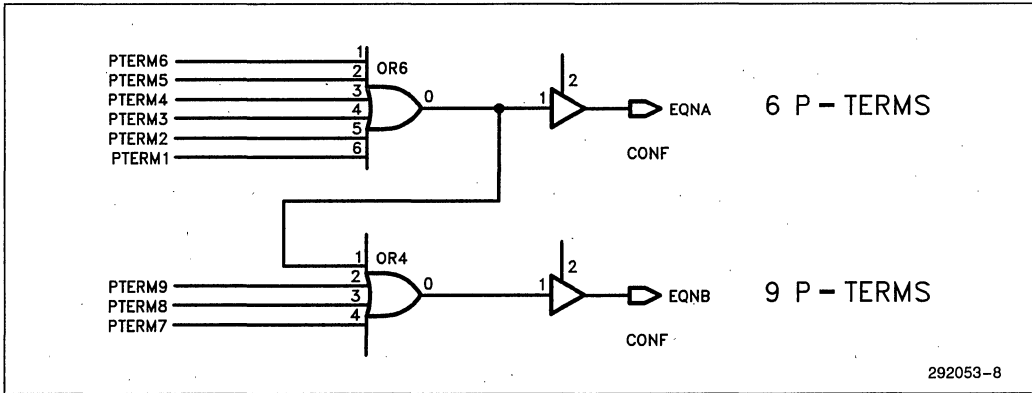 PTERM6 1 OR6
PTERM5 2
PTERM4 3 0 1 2 EQNA 6 P-TERMS
PTERM3 4
PTERM2 5
PTERM1 6 CONF
1 OR4
PTERM9 2 0 1 2 EQNB 9 P-TERMS
PTERM8 3
PTERM7 4
CONF
292053-8